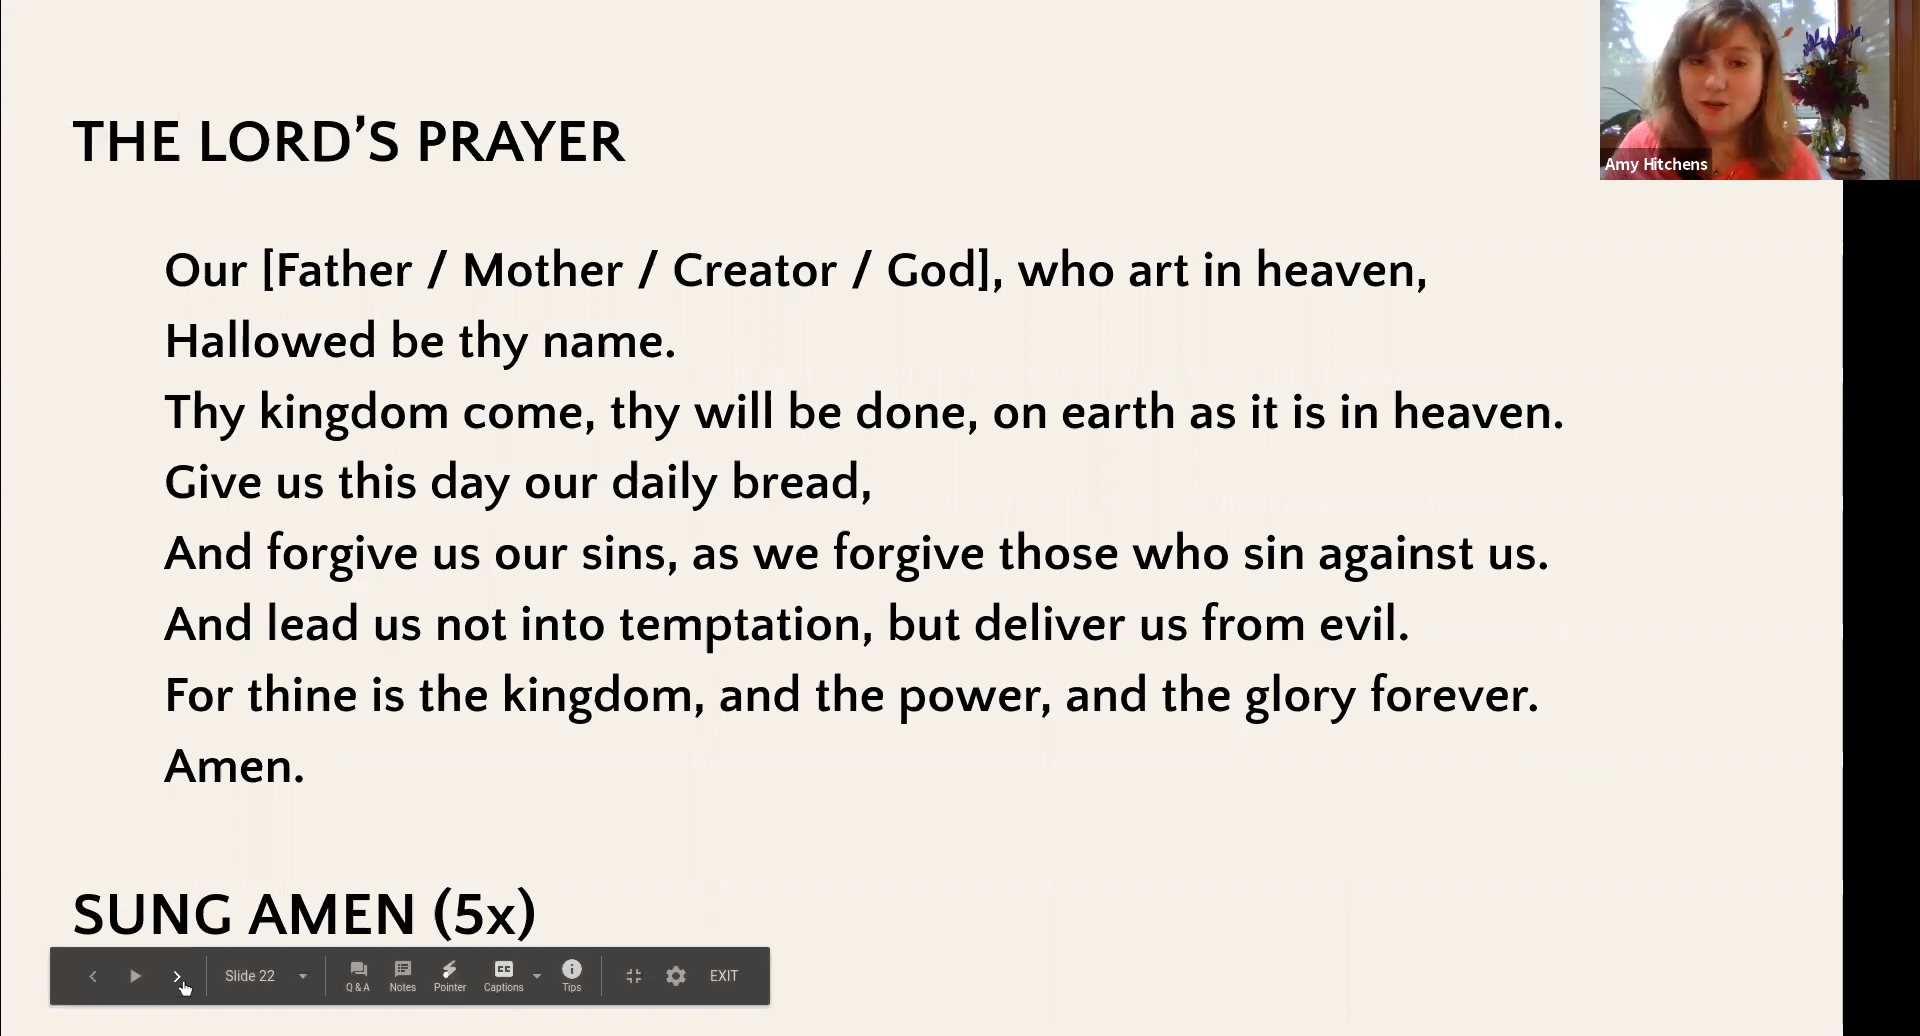 THE LORD’S PRAYER
Amy Hitchens
Our [Father / Mother / Creator / God], who art in heaven,
Hallowed be thy name.
Thy kingdom come, thy will be done, on earth as it is in heaven.
Give us this day our daily bread,
And forgive us our sins, as we forgive those who sin against us.
And lead us not into temptation, but deliver us from evil.
For thine is the kingdom, and the power, and the glory forever.
Amen.
SUNG AMEN (5x)
Slide 22 Q & A Notes Pointer CC Captions Tips EXIT